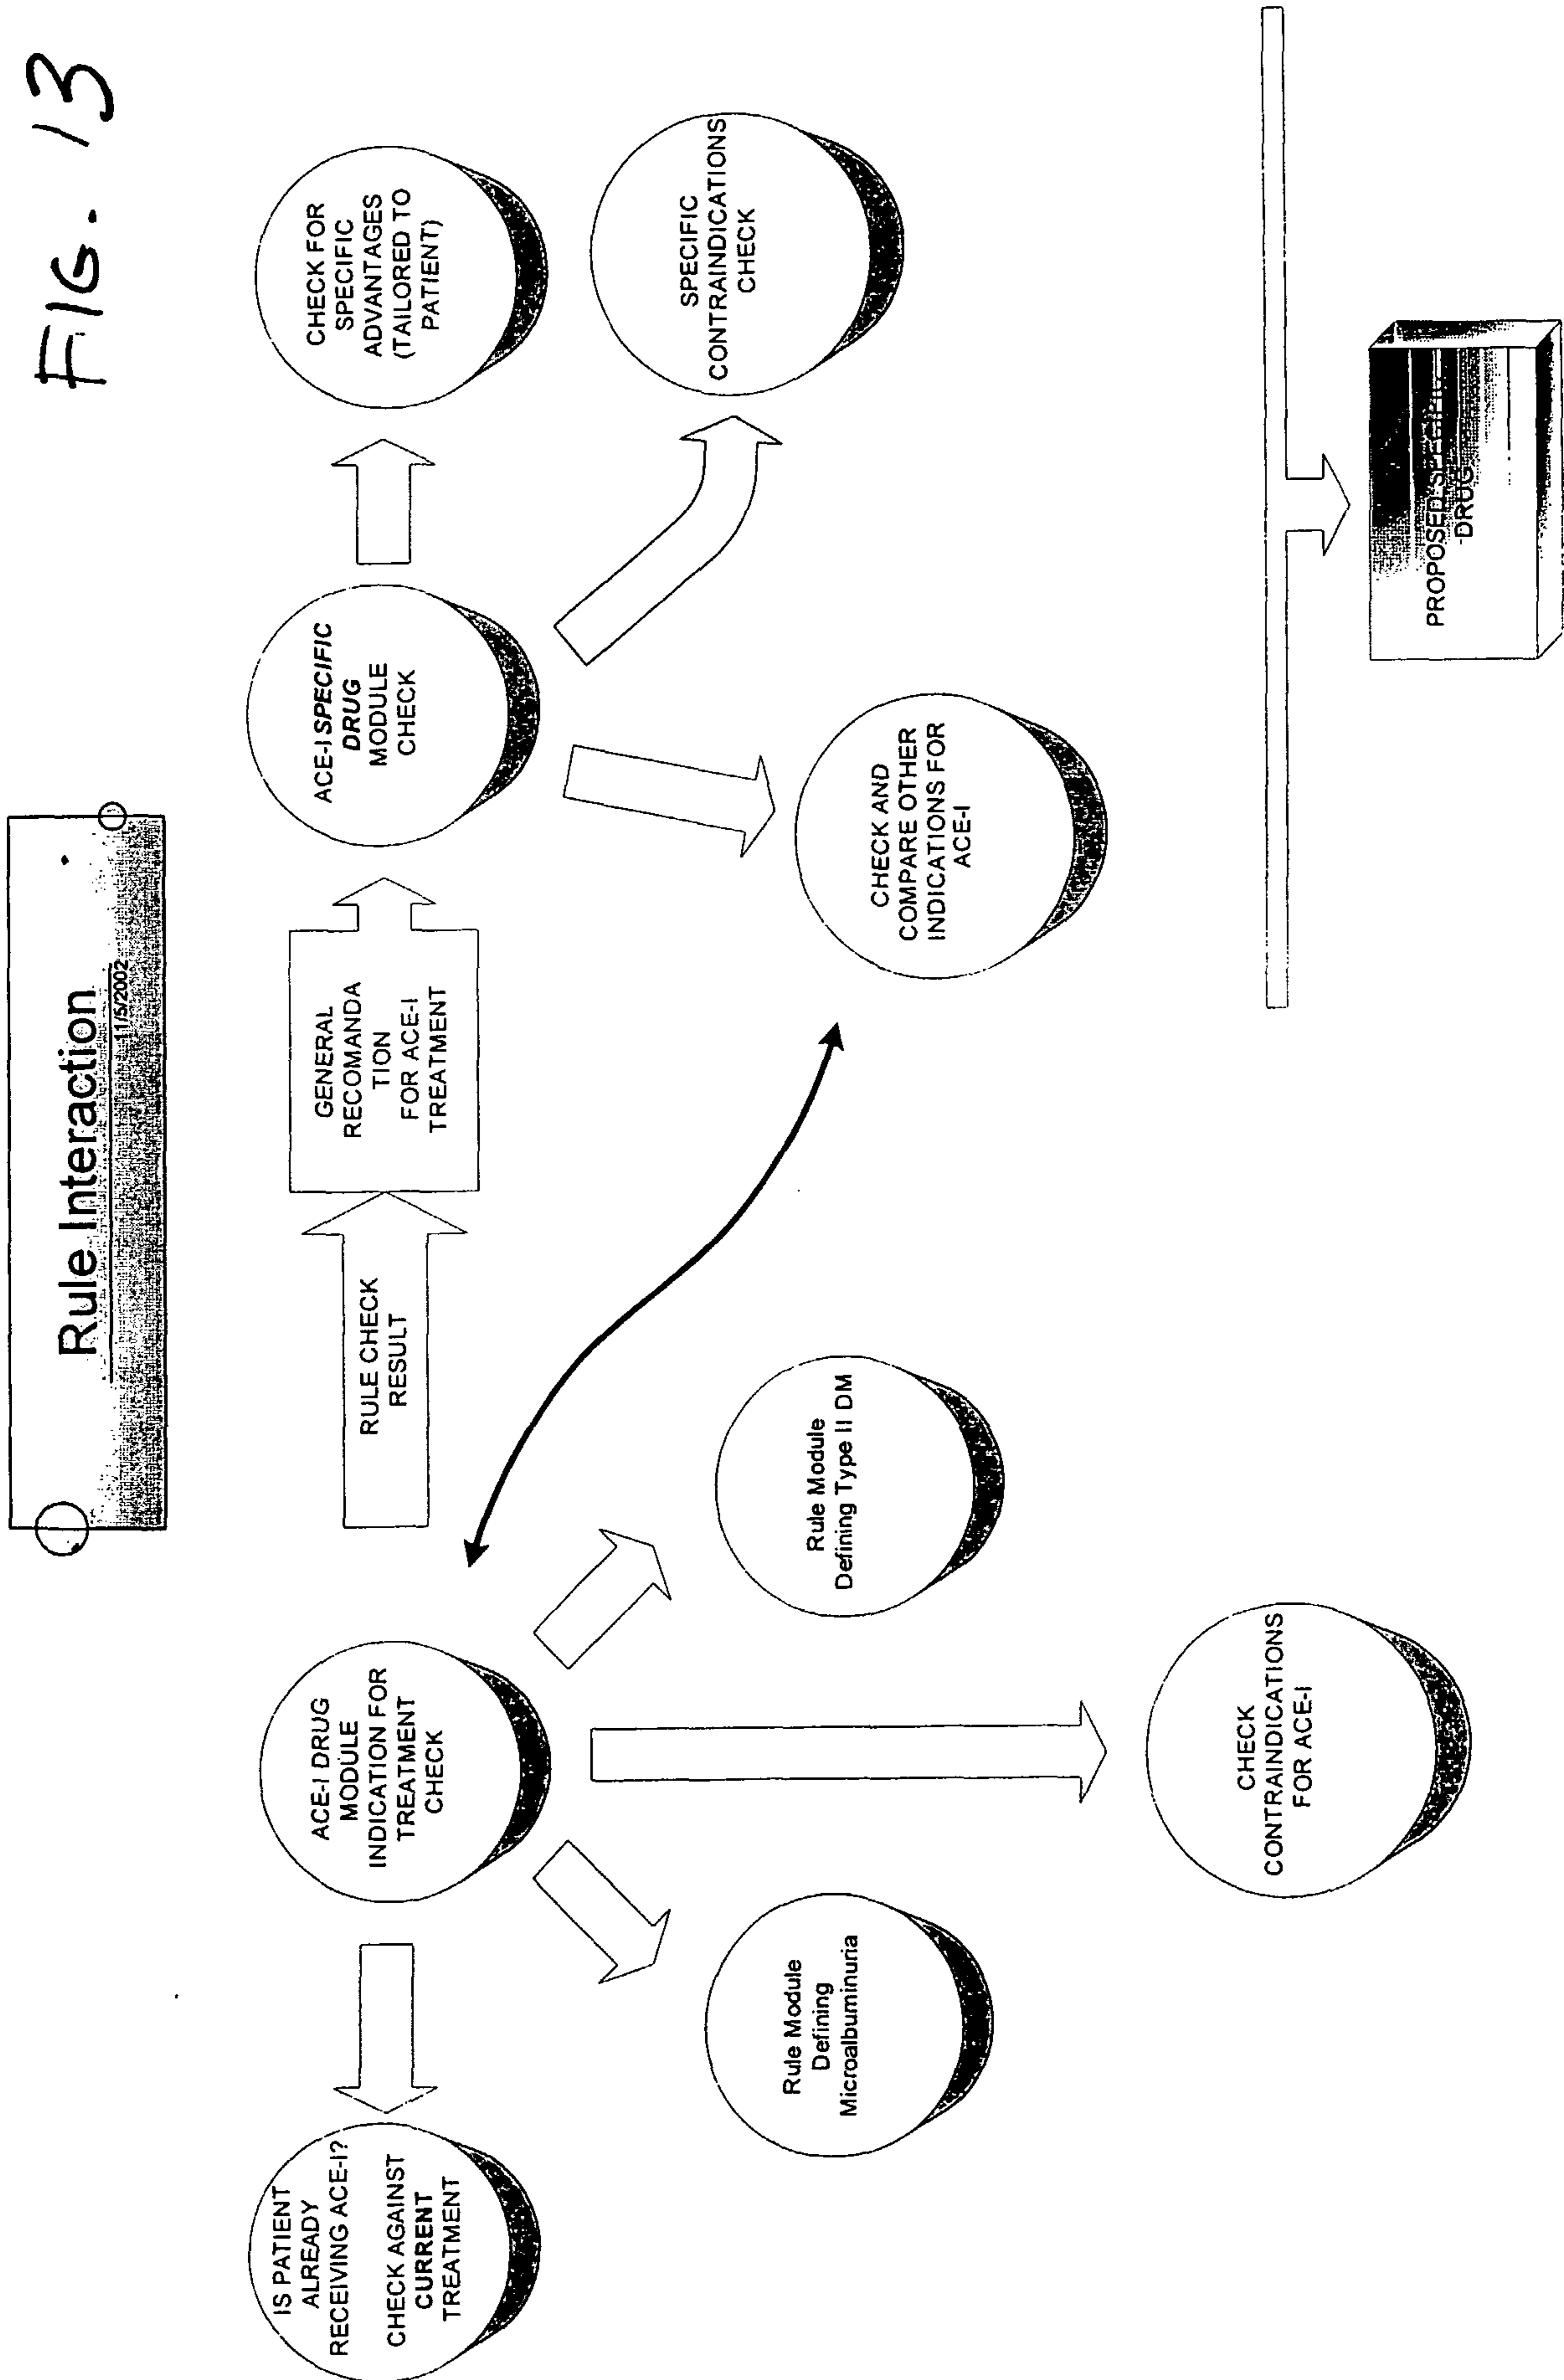 FIG. 13
Rule Interaction
11/5/2002
IS PATIENT
ALREADY
RECEIVING ACE-I?
CHECK AGAINST
CURRENT
TREATMENT
ACE-I DRUG
MODULE
INDICATION FOR
TREATMENT
CHECK
RULE CHECK
RESULT
GENERAL
RECOMANDA
TION
FOR ACE-I
TREATMENT
ACE-I SPECIFIC
DRUG
MODULE
CHECK
CHECK FOR
SPECIFIC
ADVANTAGES
(TAILORED TO
PATIENT)
Rule Module
Defining
Microalbuminuria
Rule Module
Defining Type II DM
CHECK AND
COMPARE OTHER
INDICATIONS FOR
ACE-I
SPECIFIC
CONTRAINDICATIONS
CHECK
CHECK
CONTRAINDICATIONS
FOR ACE-I
PROPOSED SPECIFIC
DRUG